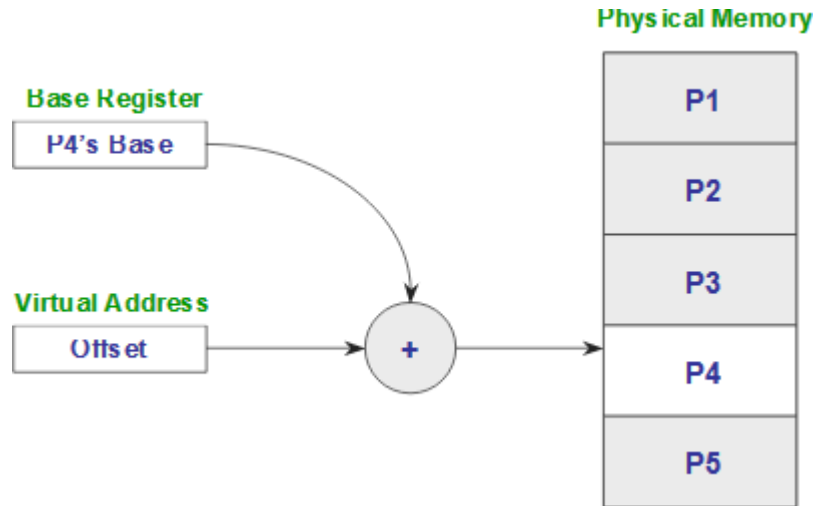 Physical Memory
Base Register
P4's Base
Virtual Address
Offset
+
P1
P2
P3
P4
P5